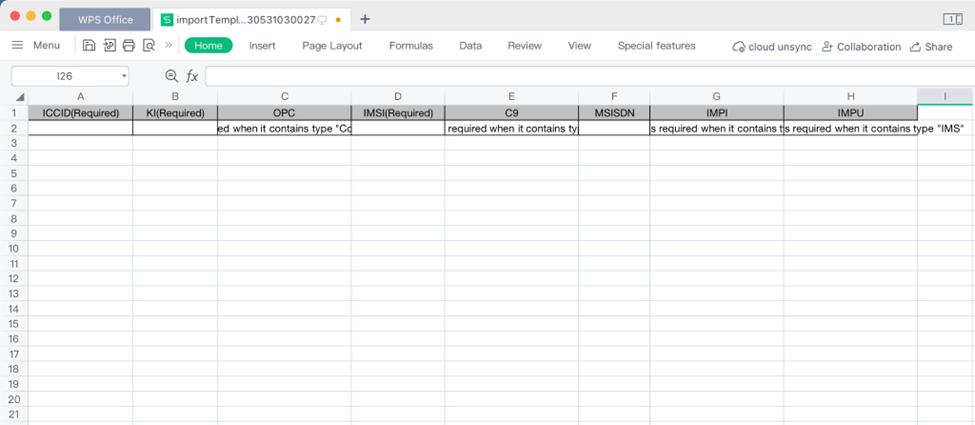 WPS Office
importTempl...30531030027
Menu
Home Insert Page Layout Formulas Data Review View Special features cloud unsync Collaboration Share
I26 fx
A B C D E F G H I
1 ICCID(Required) KI(Required) OPC IMSI(Required) C9 MSISDN IMPI IMPU
2 ed when it contains type "Co required when it contains ty s required when it contains t s required when it contains type "IMS"
3
4
5
6
7
8
9
10
11
12
13
14
15
16
17
18
19
20
21